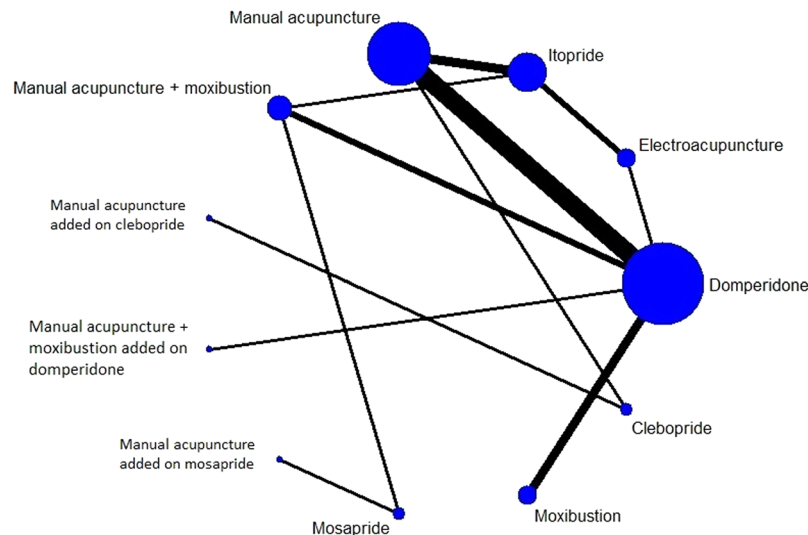 Manual acupuncture
Itopride
Manual acupuncture + moxibustion
Electroacupuncture
Manual acupuncture
added on clebopride
Domperidone
Manual acupuncture +
moxibustion added on
domperidone
Clebopride
Manual acupuncture
added on mosapride
Moxibustion
Mosapride